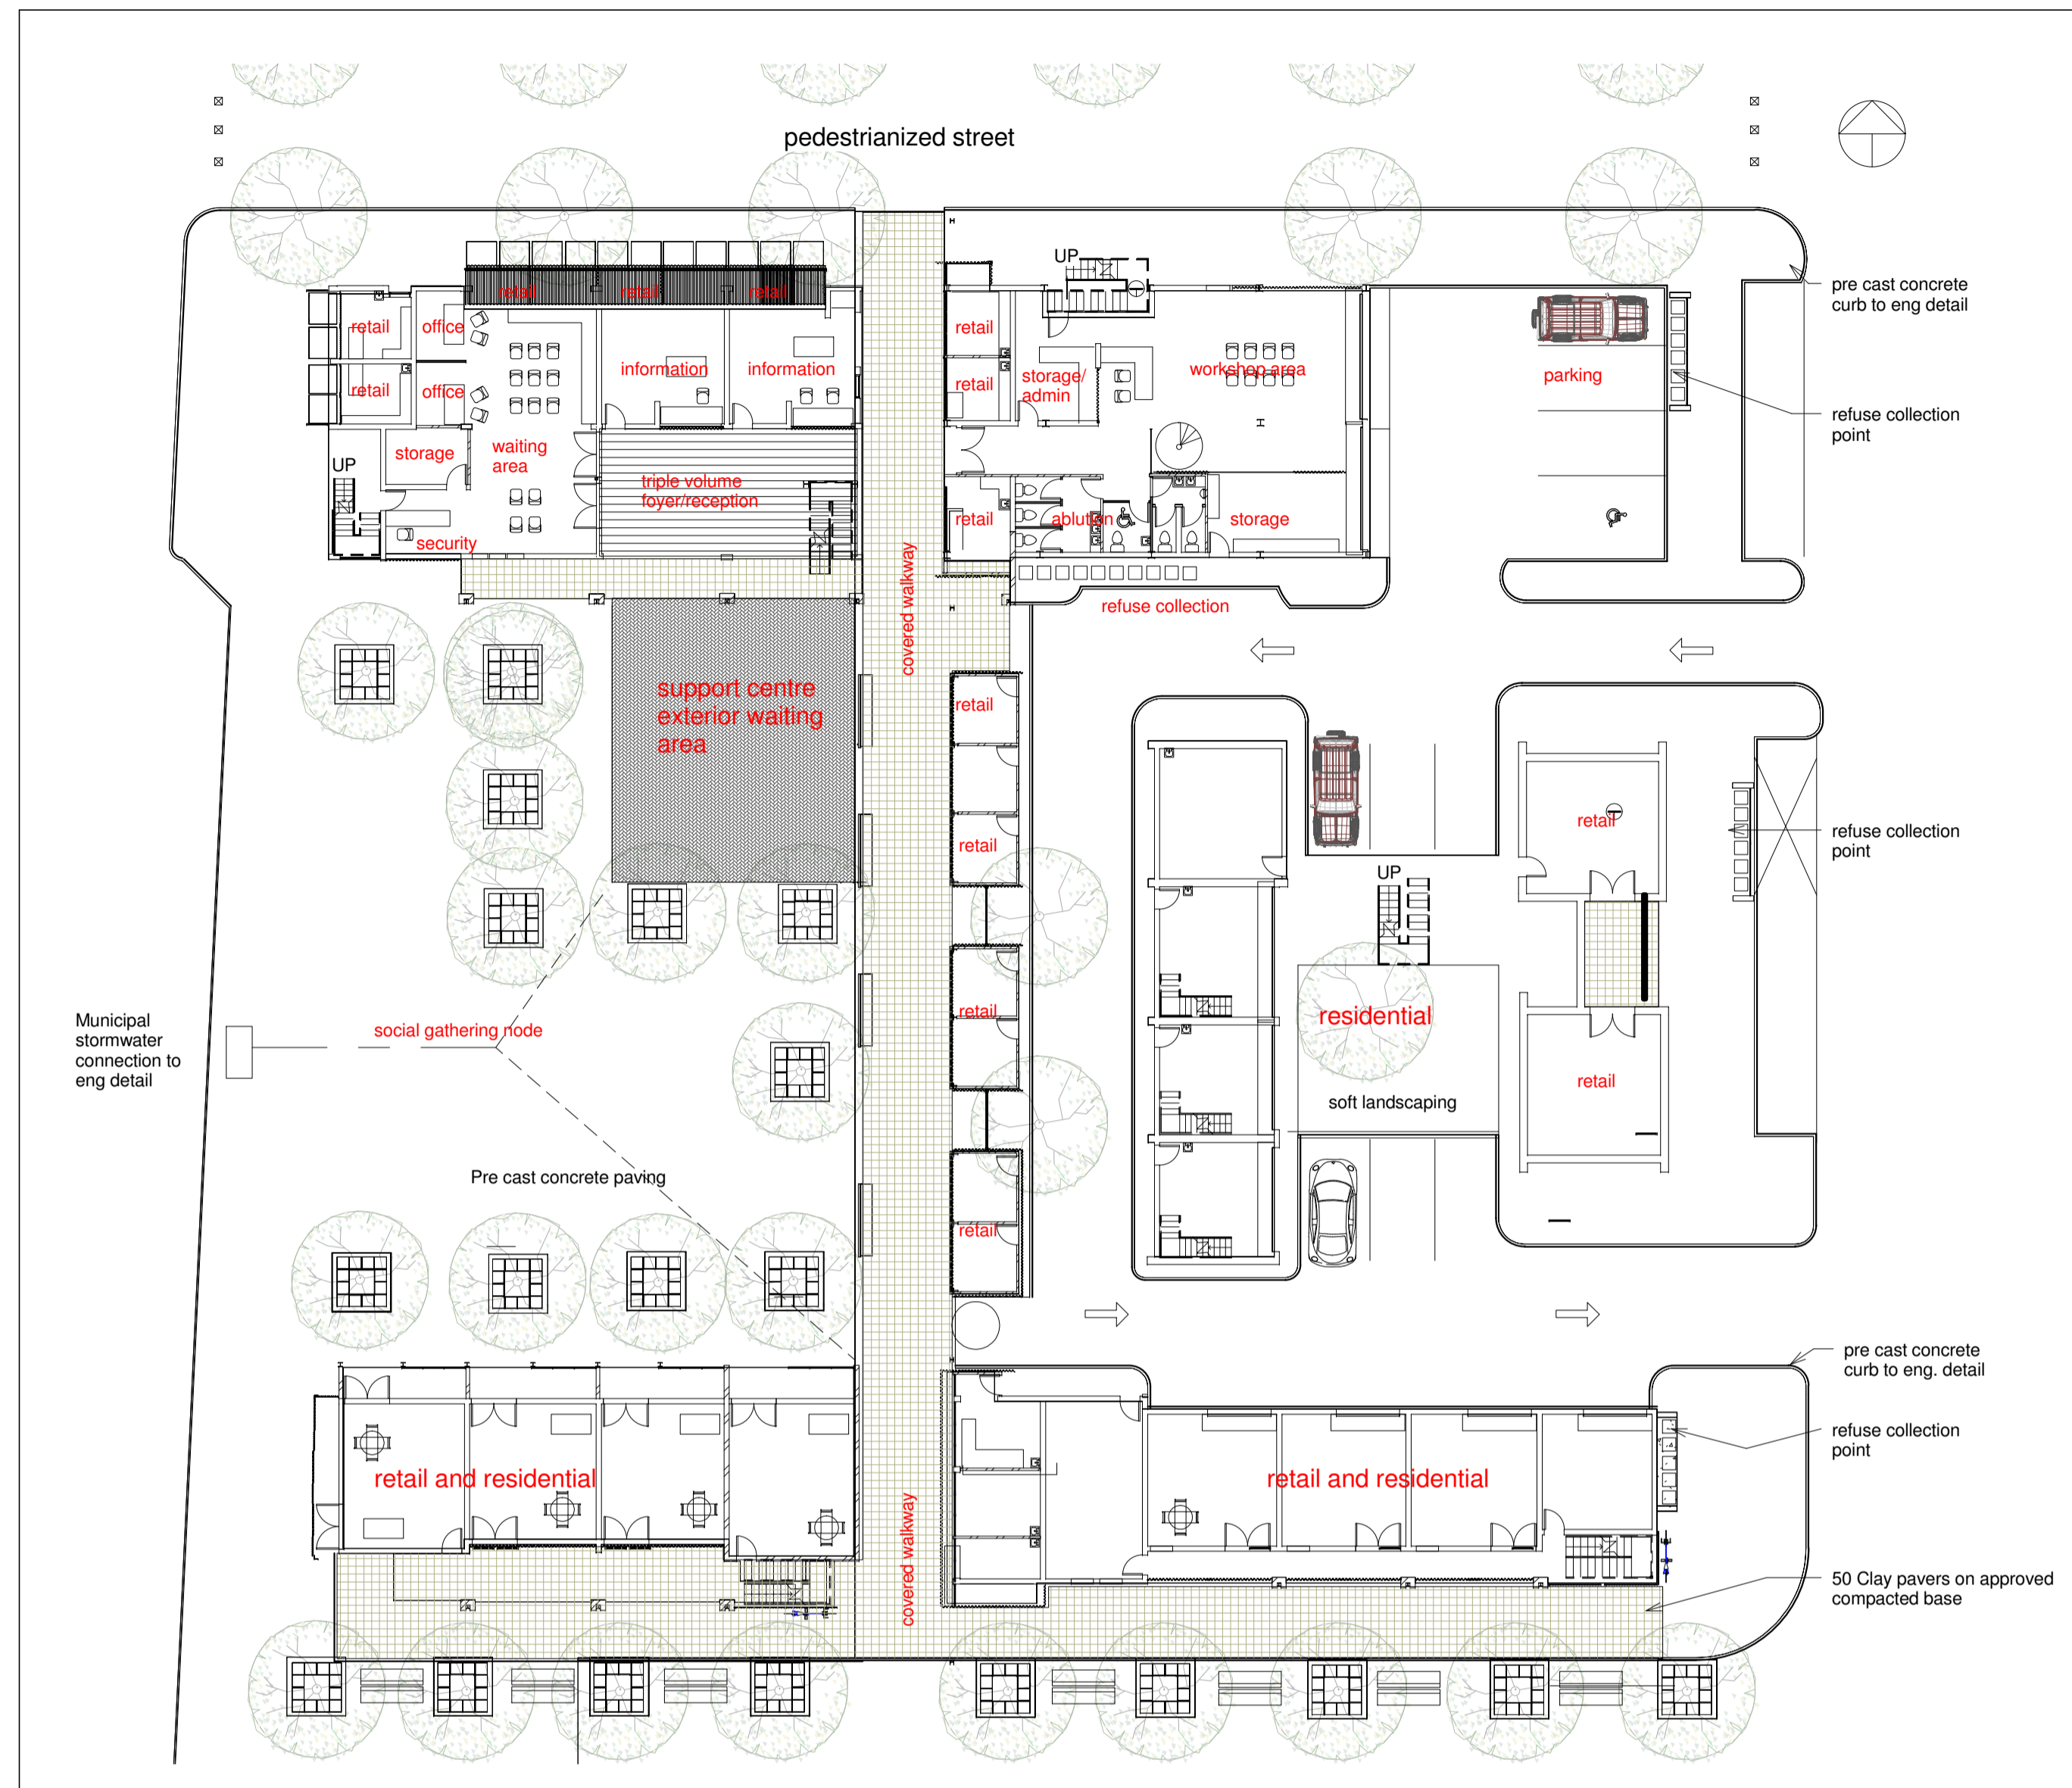 pedestrianized street
UP
pre cast concrete
curb to eng detail
retail
retail
retail
retail
office
retail
information
information
storage/
admin
workshop area
parking
retail
office
retail
refuse collection
point
storage
waiting
area
UP
triple volume
foyer/reception
security
retail
ablution
storage
covered walkway
refuse collection
support centre
exterior waiting
area
retail
retail
retail
refuse collection
point
UP
retail
residential
Municipal
stormwater
connection to
eng detail
social gathering node
retail
soft landscaping
Pre cast concrete paving
retail
pre cast concrete
curb to eng. detail
refuse collection
point
retail and residential
retail and residential
covered walkway
50 Clay pavers on approved
compacted base